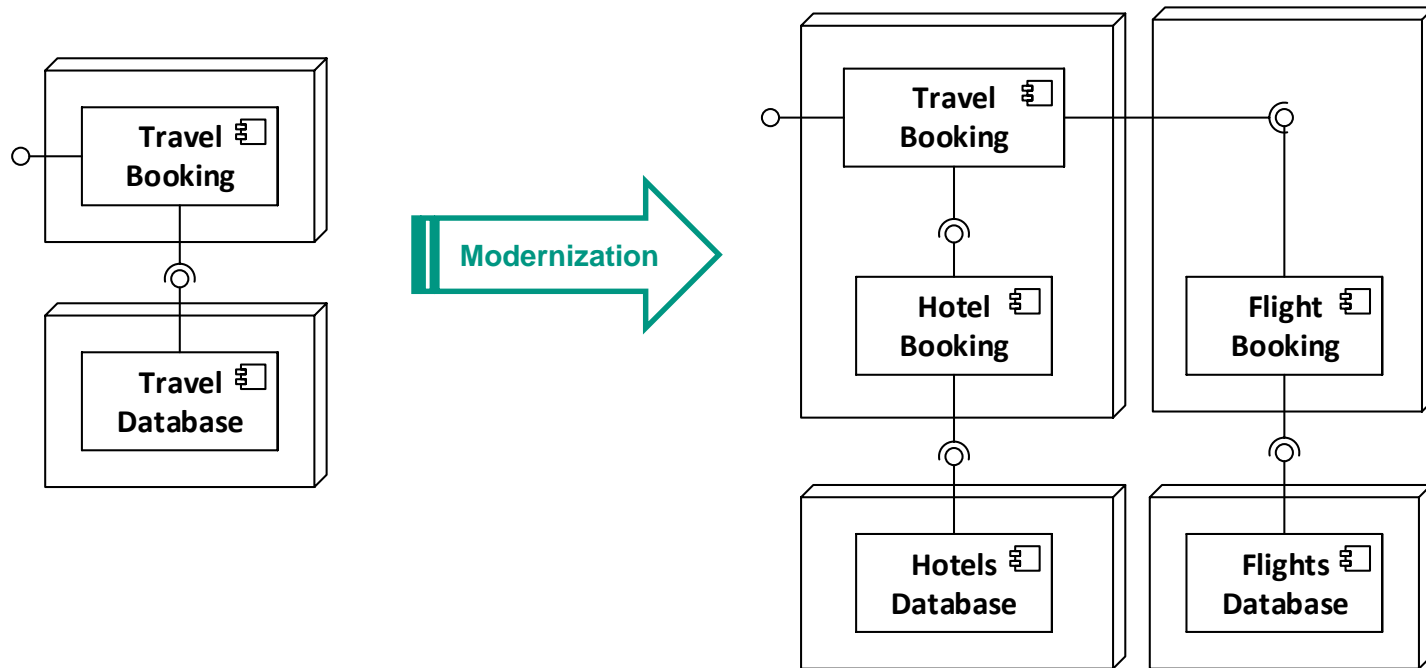 Travel
Booking
Travel
Database
Modernization
Travel
Booking
Hotel
Booking
Flight
Booking
Hotels
Database
Flights
Database